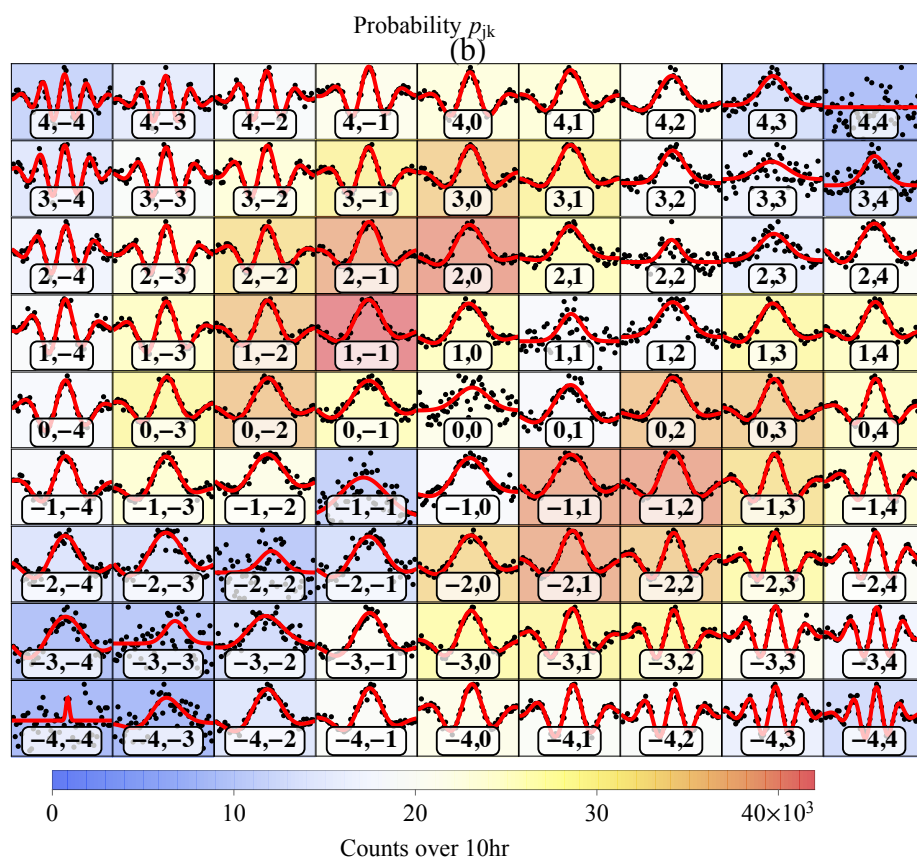 Probability pjk
(b)
4,−4 4,−3 4,−2 4,−1 4,0 4,1 4,2 4,3 4,4
3,−4 3,−3 3,−2 3,−1 3,0 3,1 3,2 3,3 3,4
2,−4 2,−3 2,−2 2,−1 2,0 2,1 2,2 2,3 2,4
1,−4 1,−3 1,−2 1,−1 1,0 1,1 1,2 1,3 1,4
0,−4 0,−3 0,−2 0,−1 0,0 0,1 0,2 0,3 0,4
−1,−4 −1,−3 −1,−2 −1,−1 −1,0 −1,1 −1,2 −1,3 −1,4
−2,−4 −2,−3 −2,−2 −2,−1 −2,0 −2,1 −2,2 −2,3 −2,4
−3,−4 −3,−3 −3,−2 −3,−1 −3,0 −3,1 −3,2 −3,3 −3,4
−4,−4 −4,−3 −4,−2 −4,−1 −4,0 −4,1 −4,2 −4,3 −4,4
0 10 20 30 40×10³
Counts over 10hr